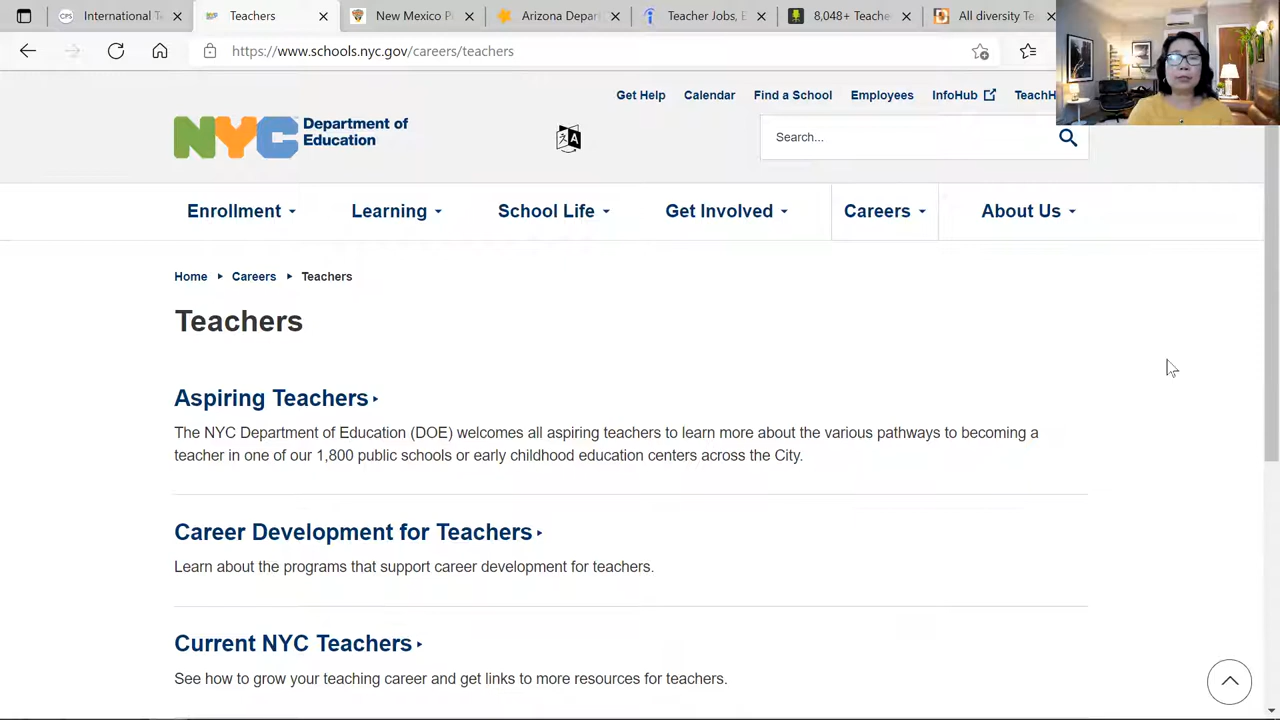 International T
Teachers
New Mexico P
Arizona Depar
Teacher Jobs, E
8,048+ Teache
All diversity Te
https://www.schools.nyc.gov/careers/teachers
Get Help
Calendar
Find a School
Employees
InfoHub
TeachH
NYC
Department of
Education
Search...
Enrollment
Learning
School Life
Get Involved
Careers
About Us
Home
Careers
Teachers
Teachers
Aspiring Teachers
The NYC Department of Education (DOE) welcomes all aspiring teachers to learn more about the various pathways to becoming a
teacher in one of our 1,800 public schools or early childhood education centers across the City.
Career Development for Teachers
Learn about the programs that support career development for teachers.
Current NYC Teachers
See how to grow your teaching career and get links to more resources for teachers.